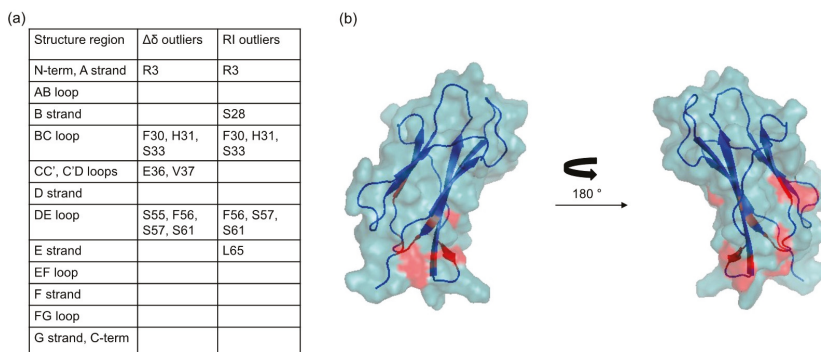 (a)
Structure region Δδ outliers RI outliers
N-term, A strand R3 R3
AB loop
B strand S28
BC loop F30, H31, S33 F30, H31, S33
CC', C'D loops E36, V37
D strand
DE loop S55, F56, S57, S61 F56, S57, S61
E strand L65
EF loop
F strand
FG loop
G strand, C-term
(b)
180 °